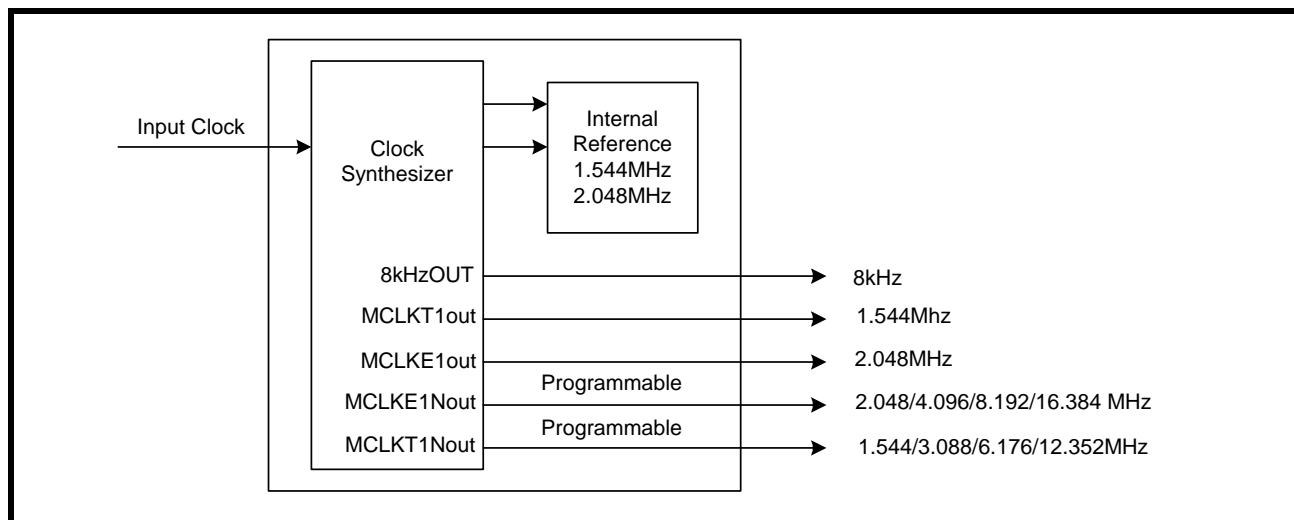 Input Clock
Clock
Synthesizer
Internal
Reference
1.544MHz
2.048MHz
8kHzOUT
8kHz
MCLKT1out
1.544Mhz
MCLKE1out
2.048MHz
Programmable
MCLKE1Nout
2.048/4.096/8.192/16.384 MHz
Programmable
MCLKT1Nout
1.544/3.088/6.176/12.352MHz